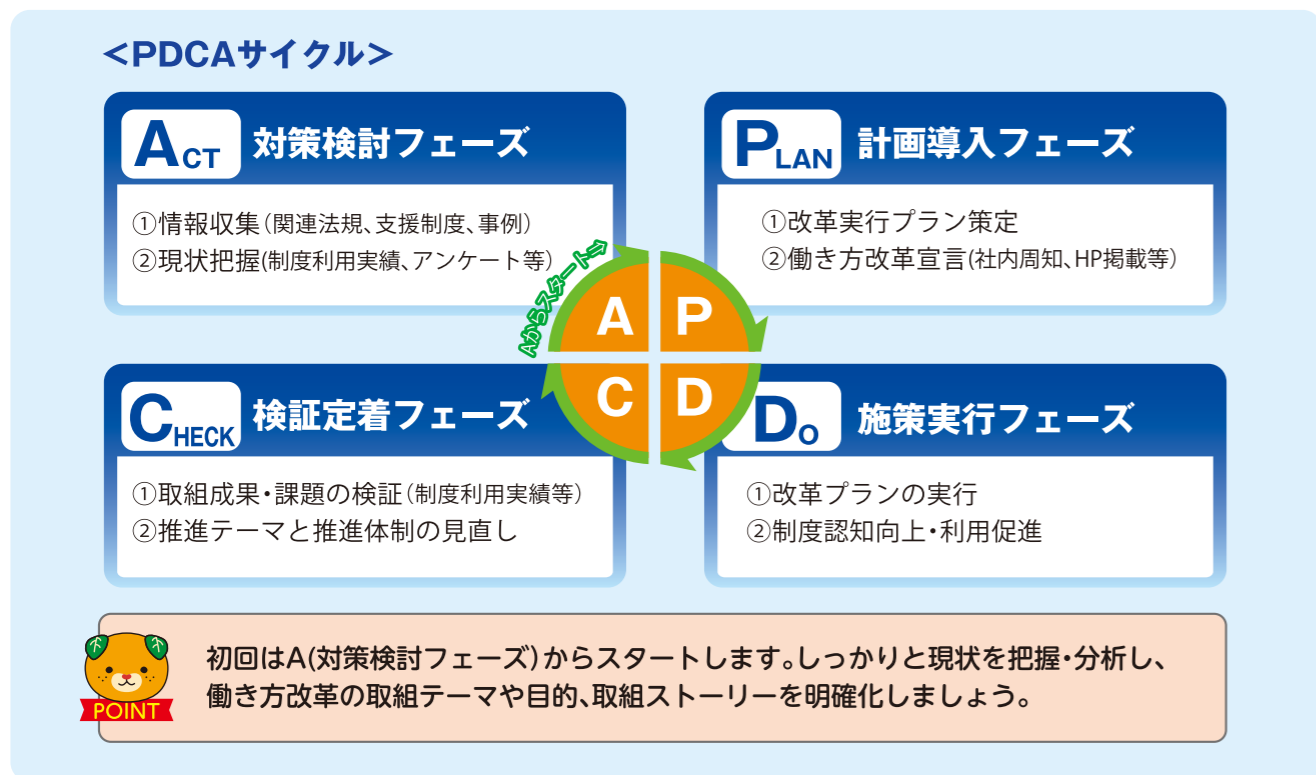 <PDCAサイクル>
ACT 対策検討フェーズ
①情報収集(関連法規、支援制度、事例)
②現状把握(制度利用実績、アンケート等)
PLAN 計画導入フェーズ
①改革実行プラン策定
②働き方改革宣言(社内周知、HP掲載等)
Aからスタート⇒
A P
C D
CHECK 検証定着フェーズ
①取組成果・課題の検証(制度利用実績等)
②推進テーマと推進体制の見直し
DO 施策実行フェーズ
①改革プランの実行
②制度認知向上・利用促進
POINT
初回はA(対策検討フェーズ)からスタートします。しっかりと現状を把握・分析し、
働き方改革の取組テーマや目的、取組ストーリーを明確化しましょう。